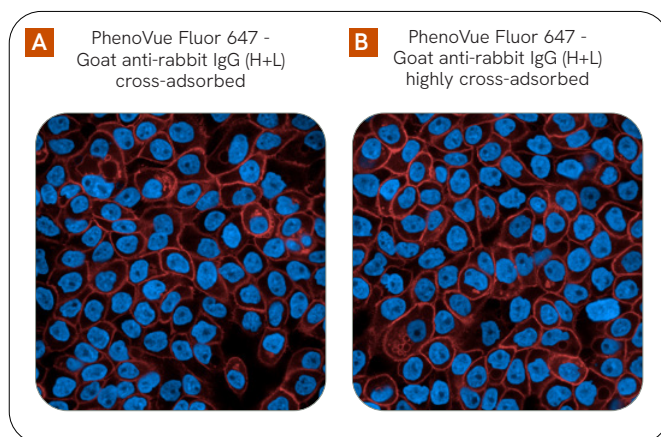 A
PhenoVue Fluor 647 -
Goat anti-rabbit IgG (H+L)
cross-adsorbed
B
PhenoVue Fluor 647 -
Goat anti-rabbit IgG (H+L)
highly cross-adsorbed